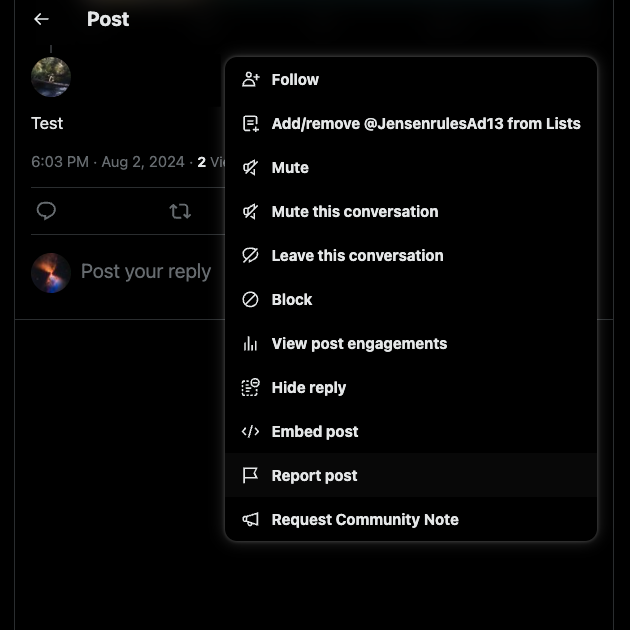 Post
Test
6:03 PM · Aug 2, 2024 · 2
Post your reply
Follow
Add/remove @JensenrulesAd13 from Lists
Mute
Mute this conversation
Leave this conversation
Block
View post engagements
Hide reply
Embed post
Report post
Request Community Note